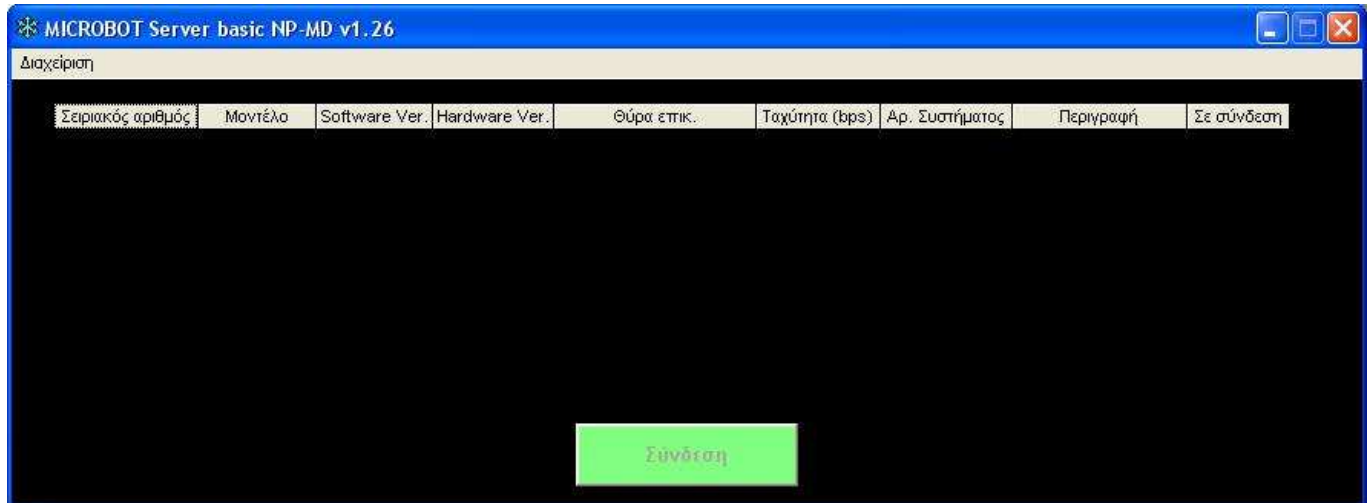 MICROBOT Server basic NP-MD v1.26
Διαχείριση
Σειριακός αριθμός Μοντέλο Software Ver. Hardware Ver. Θύρα επικ. Ταχύτητα (bps) Αρ. Συστήματος Περιγραφή Σε σύνδεση
Σύνδεση